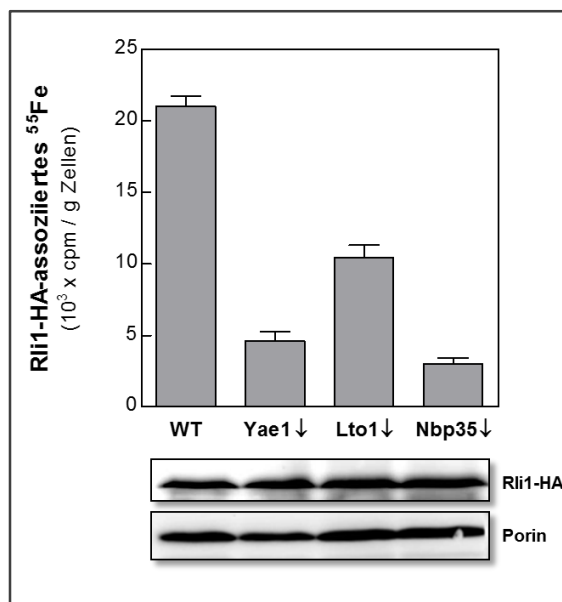 Rli1-HA-assoziiertes ⁵⁵Fe
(10³ x cpm / g Zellen)
25
20
15
10
5
0
WT Yae1↓ Lto1↓ Nbp35↓
Rli1-HA
Porin